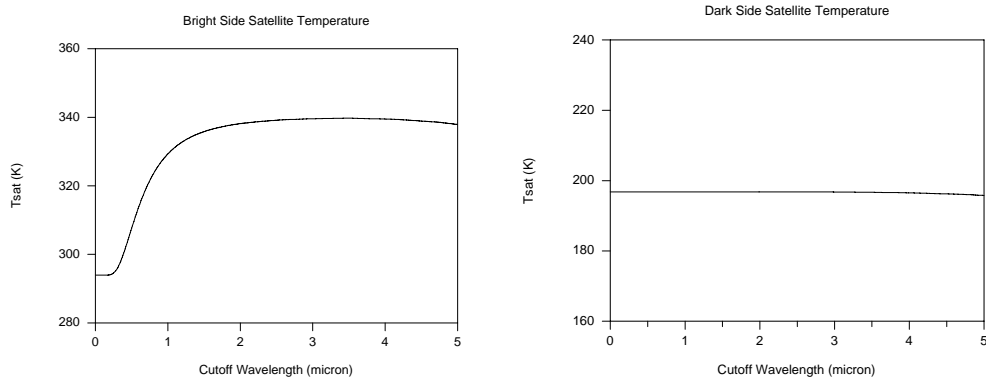 Bright Side Satellite Temperature
360
340
320
300
280
Tsat (K)
0 1 2 3 4 5
Cutoff Wavelength (micron)
Dark Side Satellite Temperature
240
220
200
180
160
Tsat (K)
0 1 2 3 4 5
Cutoff Wavelength (micron)